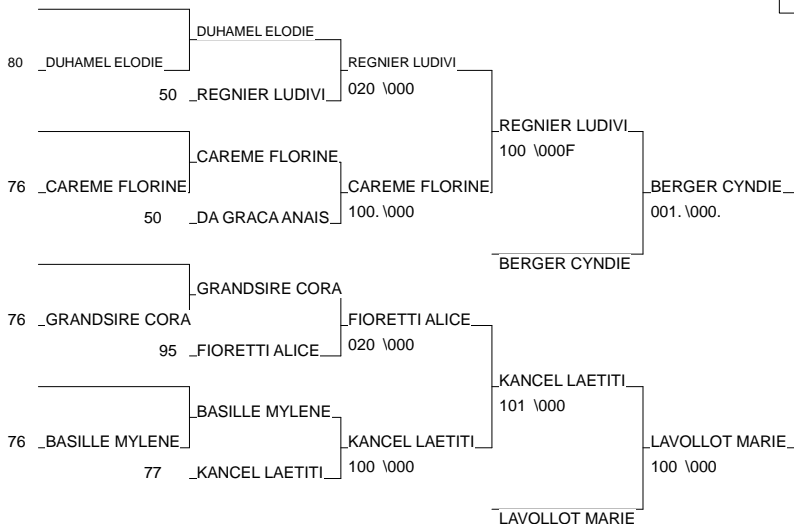 DUHAMEL ELODIE
80 DUHAMEL ELODIE REGNIER LUDIVI
50 REGNIER LUDIVI 020 \000
REGNIER LUDIVI
100 \000F
CAREME FLORINE
76 CAREME FLORINE CAREME FLORINE BERGER CYNDIE
50 DA GRACA ANAIS 100. \000 001. \000.
BERGER CYNDIE
GRANDSIRE CORA
76 GRANDSIRE CORA FIORETTI ALICE
95 FIORETTI ALICE 020 \000
KANCEL LAETITI
101 \000
BASILLE MYLENE
76 BASILLE MYLENE KANCEL LAETITI LAVOLLOT MARIE
77 KANCEL LAETITI 100 \000 100 \000
LAVOLLOT MARIE